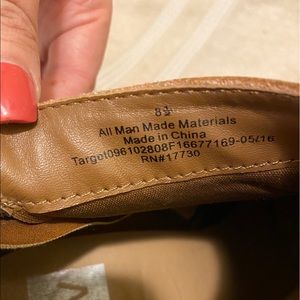 8½
All Man Made Materials
Made in China
Target096102808F16677169-05/16
RN#17730